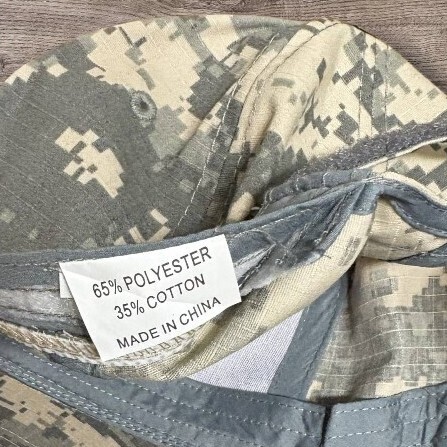 65% POLYESTER
35% COTTON
MADE IN CHINA